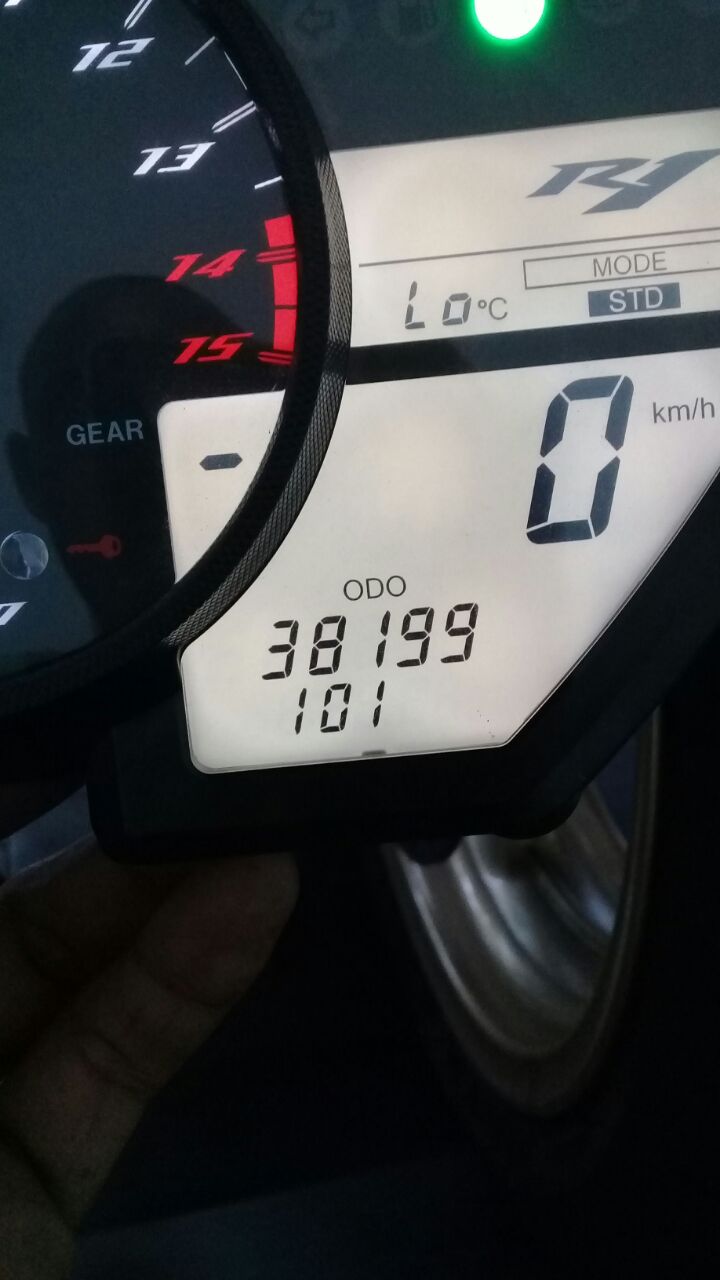 12
13
14
15
R1
MODE
Lo°C
STD
GEAR
-
0 km/h
ODO
38199
101